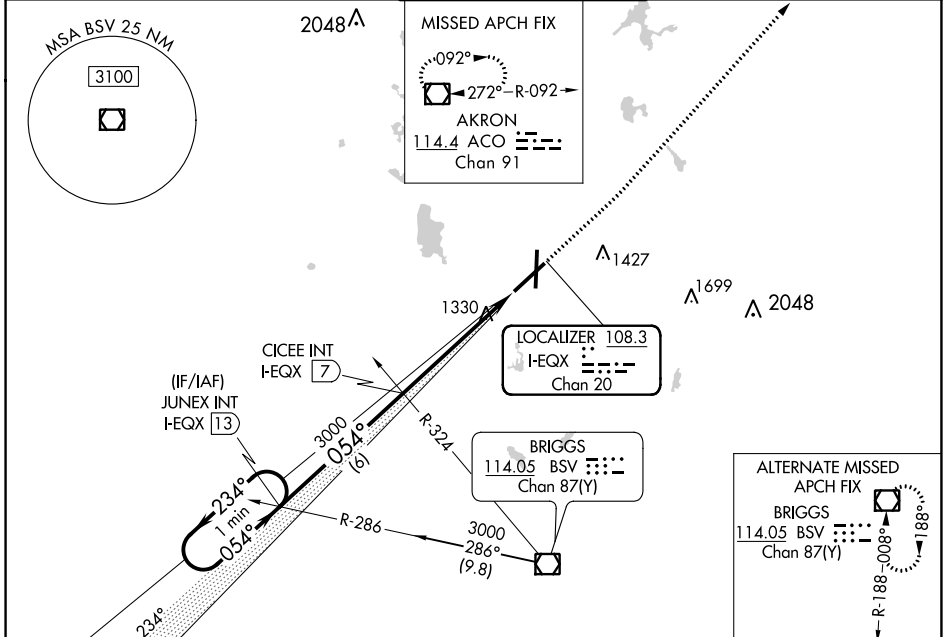 MSA BSV 25 NM
3100
2048
MISSED APCH FIX
092°
272°
R-092
AKRON
114.4 ACO
Chan 91
1427
1699
2048
1330
LOCALIZER 108.3
I-EQX
Chan 20
CICEE INT
I-EQX 7
(IF/IAF)
JUNEX INT
I-EQX 13
3000
054°
(6)
R-324
234°
1 min
054°
R-286
3000
286°
(9.8)
BRIGGS
114.05 BSV
Chan 87(Y)
234°
ALTERNATE MISSED
APCH FIX
BRIGGS
114.05 BSV
Chan 87(Y)
188°
008°
R-188